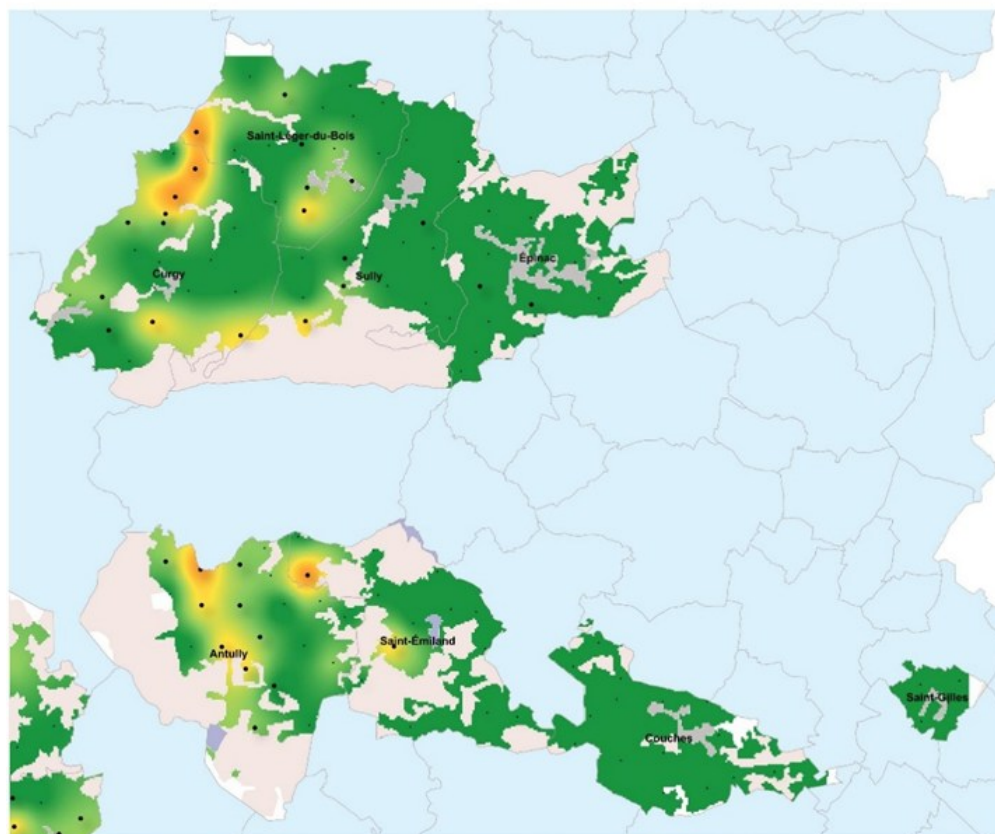 Saint-Léger-du-Bois
Épinac
Curgy
Sully
Saint-Émiland
Antully
Saint-Gilles
Couches